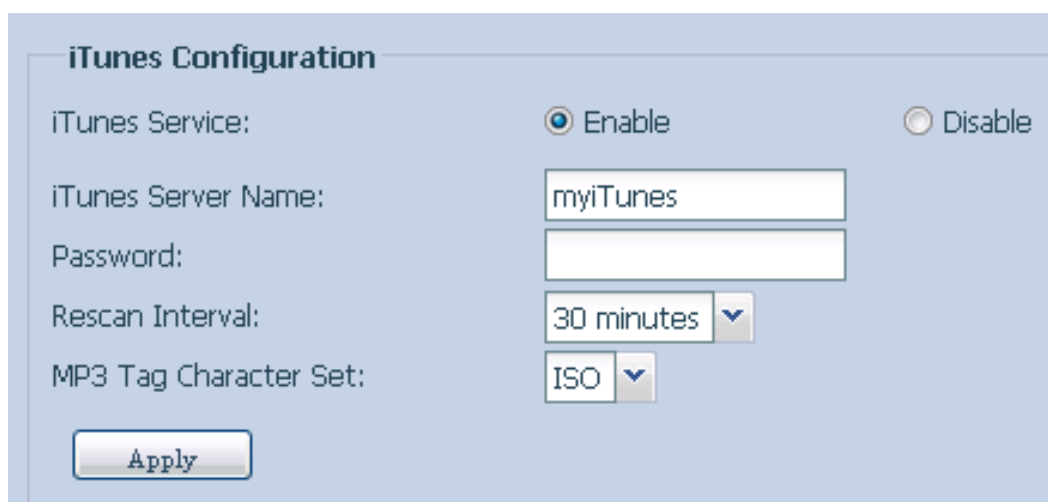 iTunes Configuration
iTunes Service: Enable Disable
iTunes Server Name: myiTunes
Password:
Rescan Interval: 30 minutes
MP3 Tag Character Set: ISO
Apply